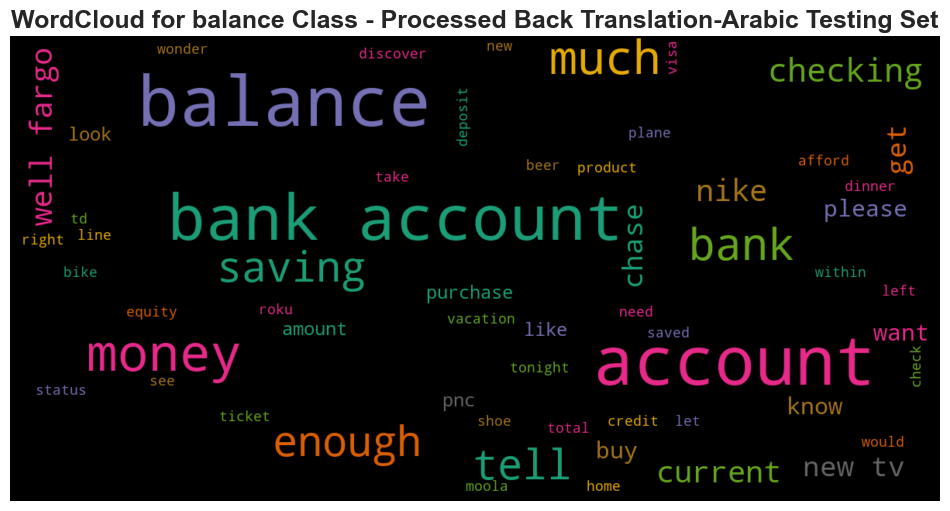 WordCloud for balance Class - Processed Back Translation-Arabic Testing Set
wonder
discover
new
much
visa
checking
well fargo
balance
deposit
look
plane
get
beer
product
afford
take
dinner
nike
please
bank account
td
right
line
chase
bank
saving
bike
within
purchase
left
equity
roku
vacation
need
amount
like
saved
want
money
account
check
tonight
see
status
pnc
know
ticket
shoe
total
credit
let
enough
would
buy
tell
current
new tv
moola
home